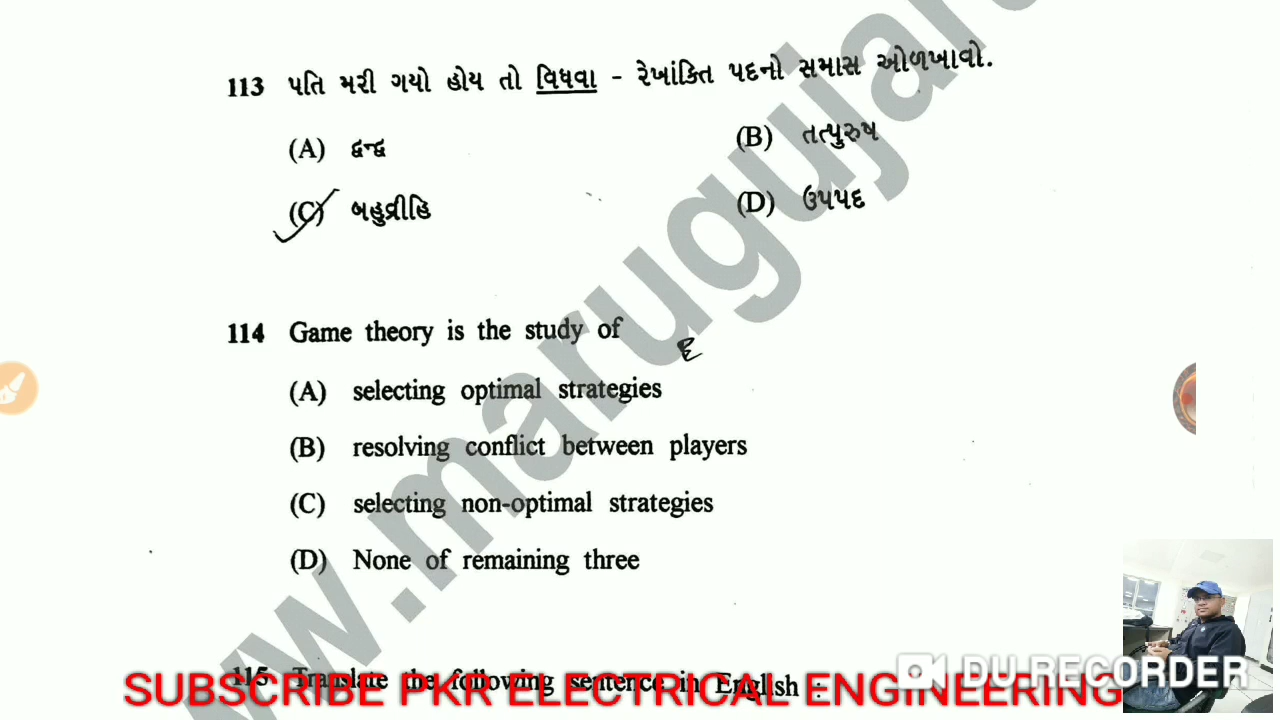 113 પતિ મરી ગયો હોય તો વિધવા – રેખાંકિત પદનો સમાસ ઓળખાવો.
(A) દ્વન્દ્વ (B) તત્પુરુષ
(C) બહુવ્રીહિ (D) ઉપપદ
114 Game theory is the study of
(A) selecting optimal strategies
(B) resolving conflict between players
(C) selecting non-optimal strategies
(D) None of remaining three
115 Translate the following sentence in English :
SUBSCRIBE PKR ELECTRICAL ENGINEERING
DU RECORDER
ww.marugujar